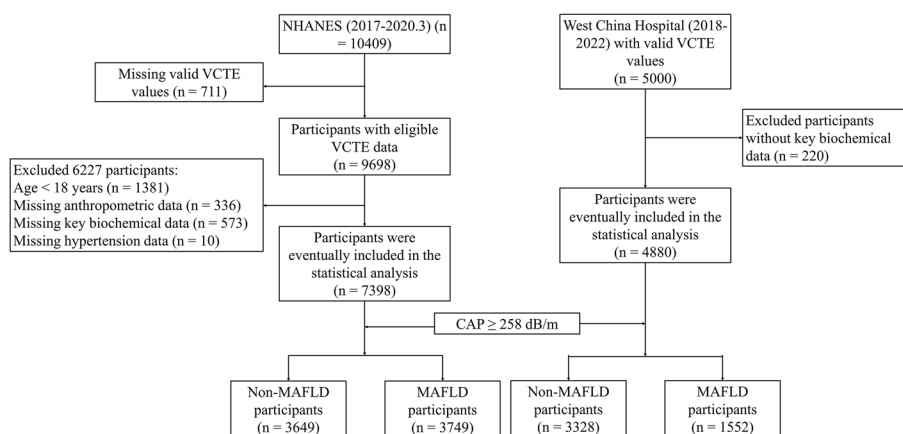 NHANES (2017-2020.3) (n
= 10409)
Missing valid VCTE
values (n = 711)
Participants with eligible
VCTE data
= 9698)
Excluded 6227 participants:
Age < 18 years (n = 1381)
Missing anthropometric data (n = 336)
Missing key biochemical data (n = 573)
Missing hypertension data (n = 10)
Participants were
eventually included in the
statistical analysis
(n = 7398)
West China Hospital (2018-
2022) with valid VCTE
values
(n = 5000)
Excluded participants
without key biochemical
data (n = 220)
Participants were
eventually included in the
statistical analysis
(n = 4880)
CAP ≥ 258 dB/m
Non-MAFLD
participants
(n = 3649)
MAFLD
participants
(n = 3749)
Non-MAFLD
participants
(n = 3328)
MAFLD
participants
(n = 1552)